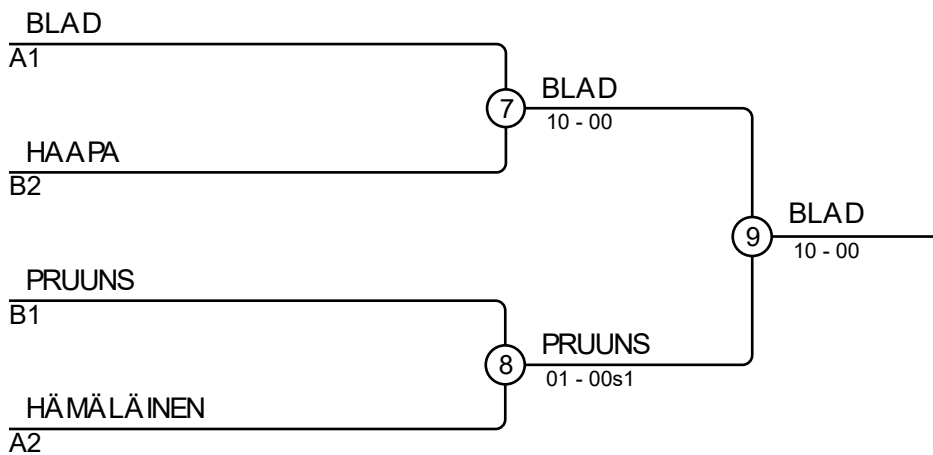 BLAD
A1
7
BLAD
10 - 00
HAAPA
B2
9
BLAD
10 - 00
PRUUNS
B1
8
PRUUNS
01 - 00s1
HÄMÄLÄINEN
A2